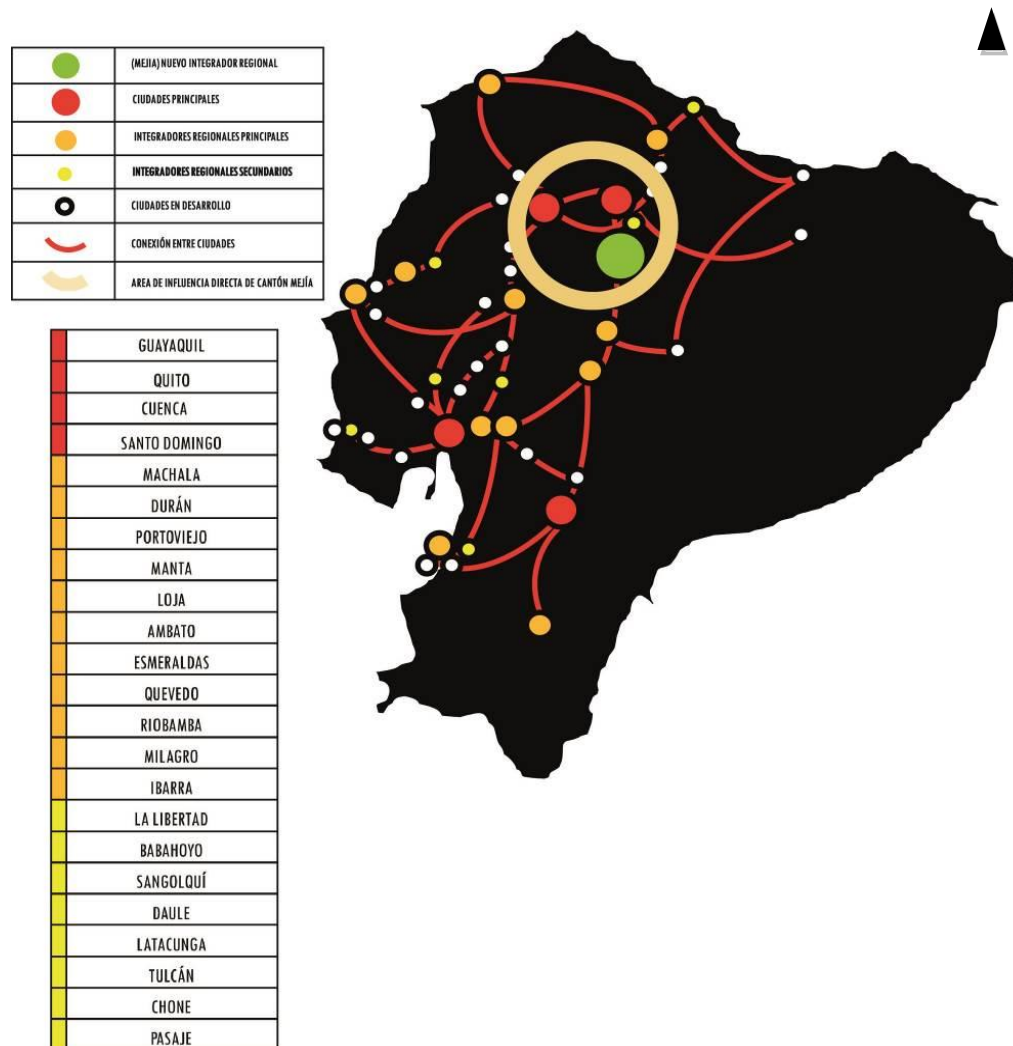 (MEJIA) NUEVO INTEGRADOR REGIONAL
CIUDADES PRINCIPALES
INTEGRADORES REGIONALES PRINCIPALES
INTEGRADORES REGIONALES SECUNDARIOS
CIUDADES EN DESARROLLO
CONEXIÓN ENTRE CIUDADES
AREA DE INFLUENCIA DIRECTA DE CANTÓN MEJÍA
GUAYAQUIL
QUITO
CUENCA
SANTO DOMINGO
MACHALA
DURÁN
PORTOVIEJO
MANTA
LOJA
AMBATO
ESMERALDAS
QUEVEDO
RIOBAMBA
MILAGRO
IBARRA
LA LIBERTAD
BABAHOYO
SANGOLQUÍ
DAULE
LATACUNGA
TULCÁN
CHONE
PASAJE